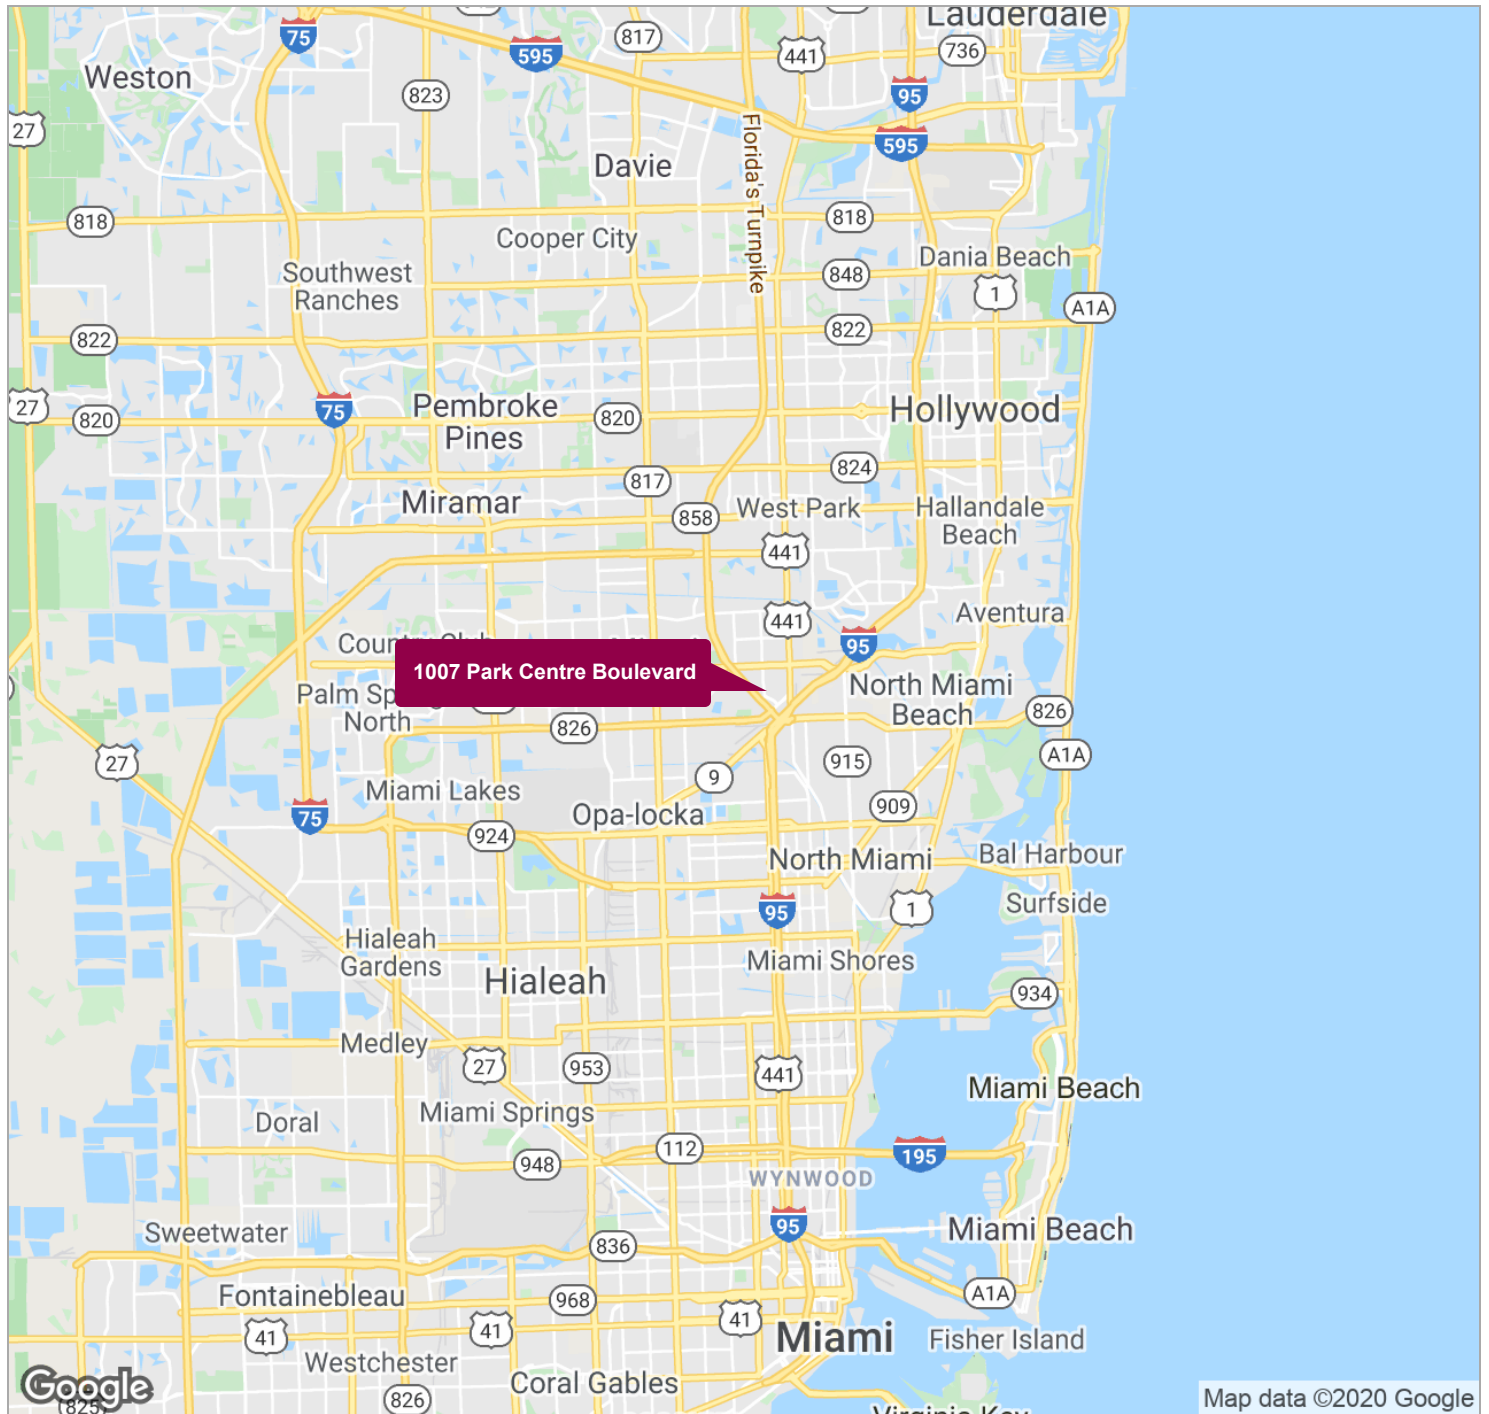 Lauderdale
75
817
441
736
595
Weston
823
95
27
Florida's Turnpike
595
Davie
818
818
Cooper City
Dania Beach
Southwest
Ranches
848
1
A1A
822
822
27
75
Pembroke
Pines
820
820
Hollywood
824
817
Miramar
858
West Park
Hallandale
Beach
441
441
Aventura
95
1007 Park Centre Boulevard
North Miami
Beach
North
826
826
27
915
A1A
9
Miami Lakes
909
75
Opa-locka
924
North Miami
Bal Harbour
95
1
Surfside
Hialeah
Gardens
Miami Shores
Hialeah
934
Medley
27
953
441
Miami Beach
Miami Springs
Doral
112
948
195
WYNWOOD
95
Miami Beach
Sweetwater
836
Fontainebleau
968
A1A
41
41
41
Miami
Fisher Island
Westchester
Coral Gables
Google
826
825
Map data ©2020 Google